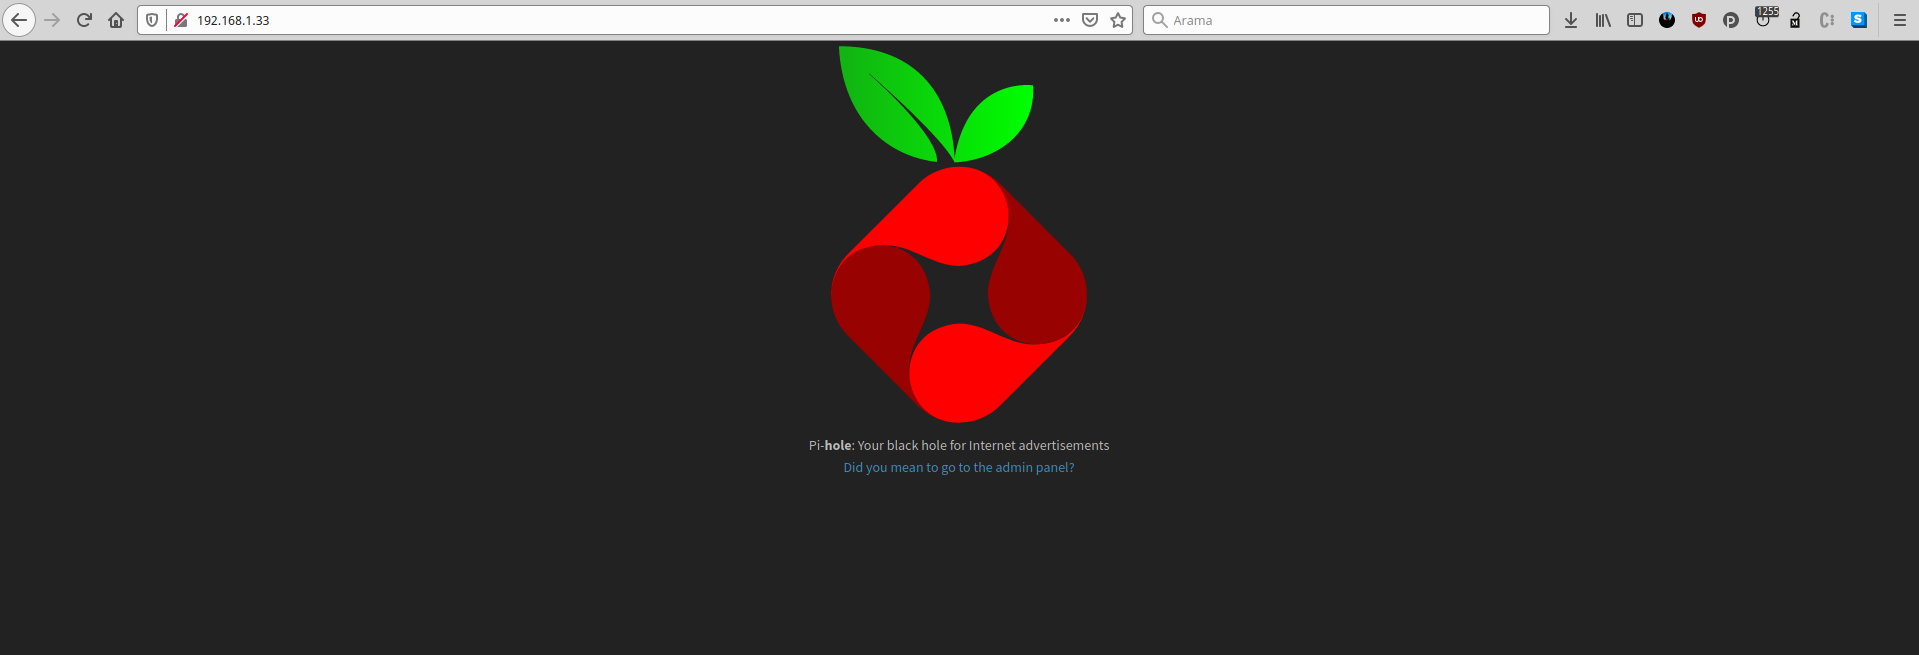 192.168.1.33
Arama
1255
Pi-hole: Your black hole for Internet advertisements
Did you mean to go to the admin panel?